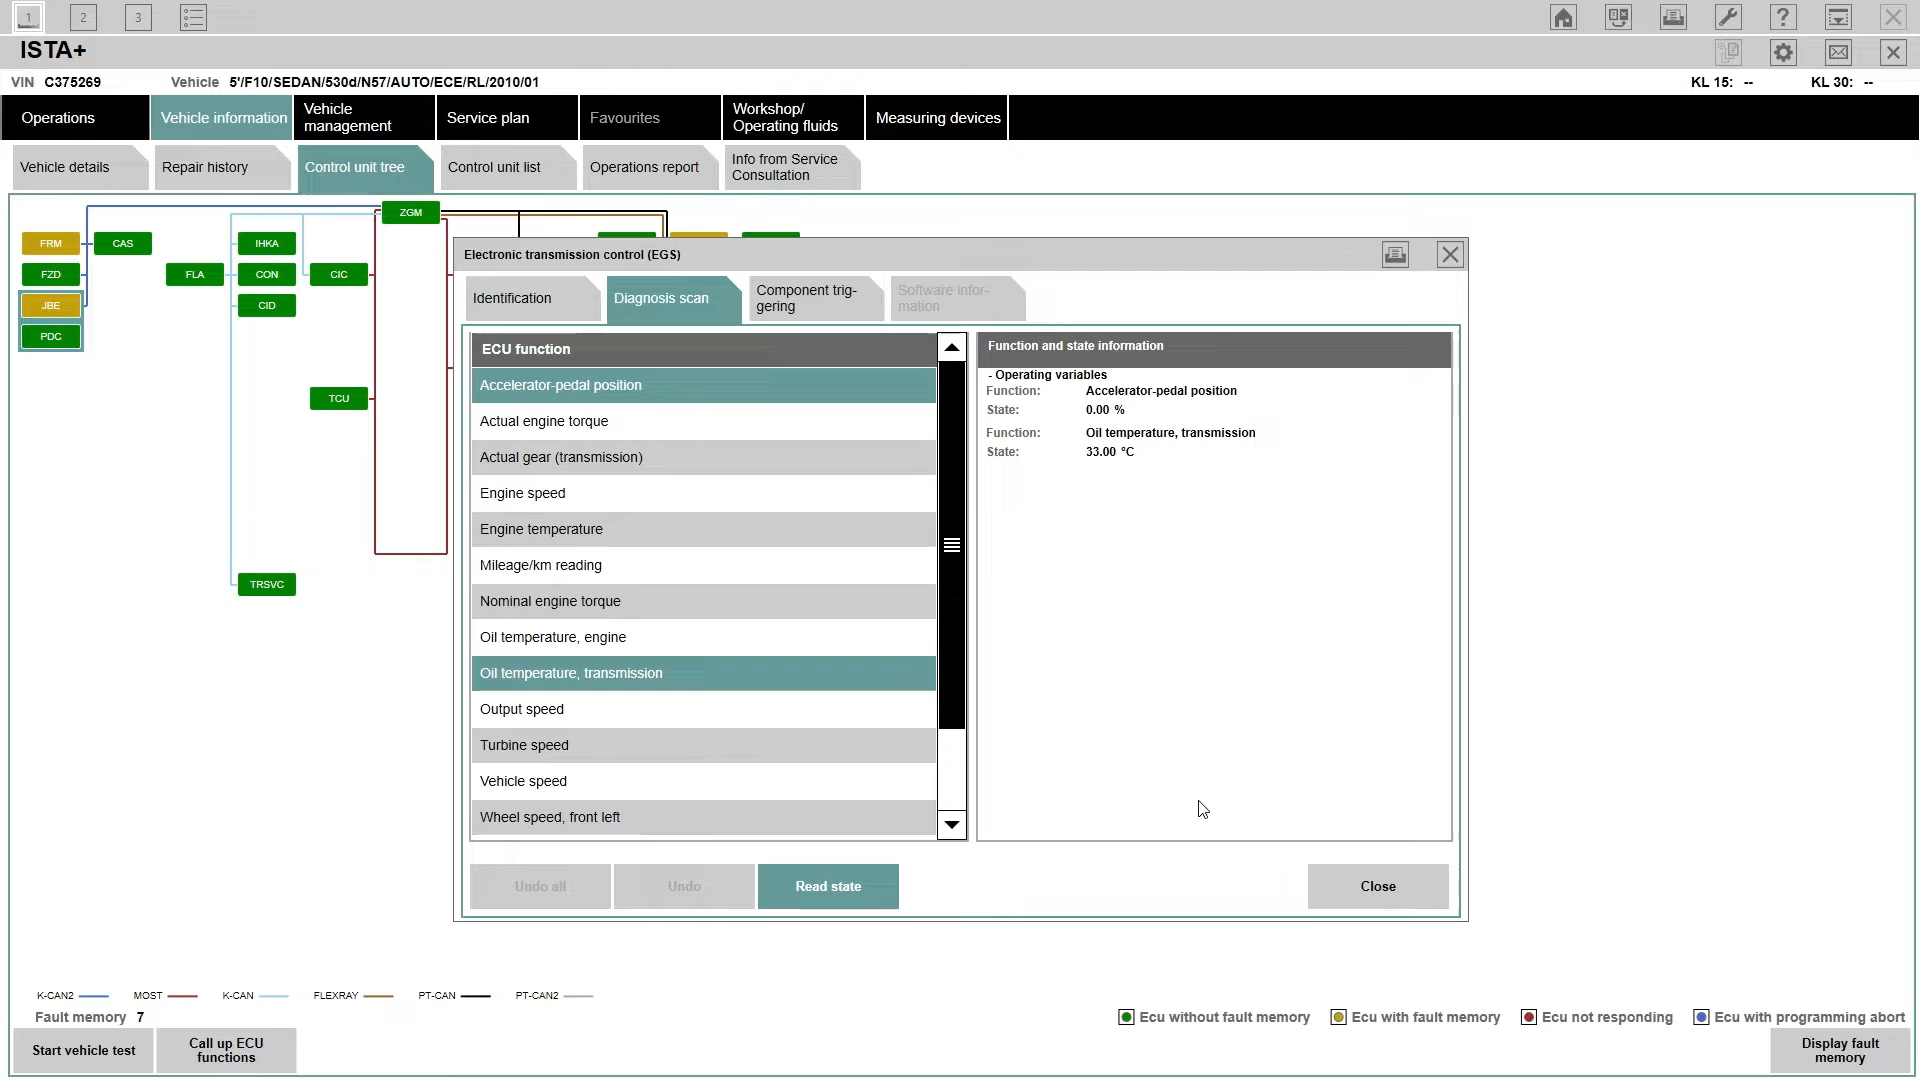 1
2
3
?
ISTA+
VIN C375269 Vehicle 5'/F10/SEDAN/530d/N57/AUTO/ECE/RL/2010/01 KL 15: -- KL 30: --
Operations
Vehicle information
Vehicle
management
Service plan
Favourites
Workshop/
Operating fluids
Measuring devices
Vehicle details
Repair history
Control unit tree
Control unit list
Operations report
Info from Service
Consultation
ZGM
FRM
CAS
IHKA
FZD
FLA
CON
CIC
JBE
CID
PDC
TCU
TRSVC
Electronic transmission control (EGS)
Identification
Diagnosis scan
Component trig-
gering
Software infor-
mation
ECU function
Accelerator-pedal position
Actual engine torque
Actual gear (transmission)
Engine speed
Engine temperature
Mileage/km reading
Nominal engine torque
Oil temperature, engine
Oil temperature, transmission
Output speed
Turbine speed
Vehicle speed
Wheel speed, front left
Function and state information
- Operating variables
Function: Accelerator-pedal position
State: 0.00 %
Function: Oil temperature, transmission
State: 33.00 °C
Undo all
Undo
Read state
Close
K-CAN2 MOST K-CAN FLEXRAY PT-CAN PT-CAN2
Fault memory 7
Ecu without fault memory Ecu with fault memory Ecu not responding Ecu with programming abort
Start vehicle test
Call up ECU
functions
Display fault
memory